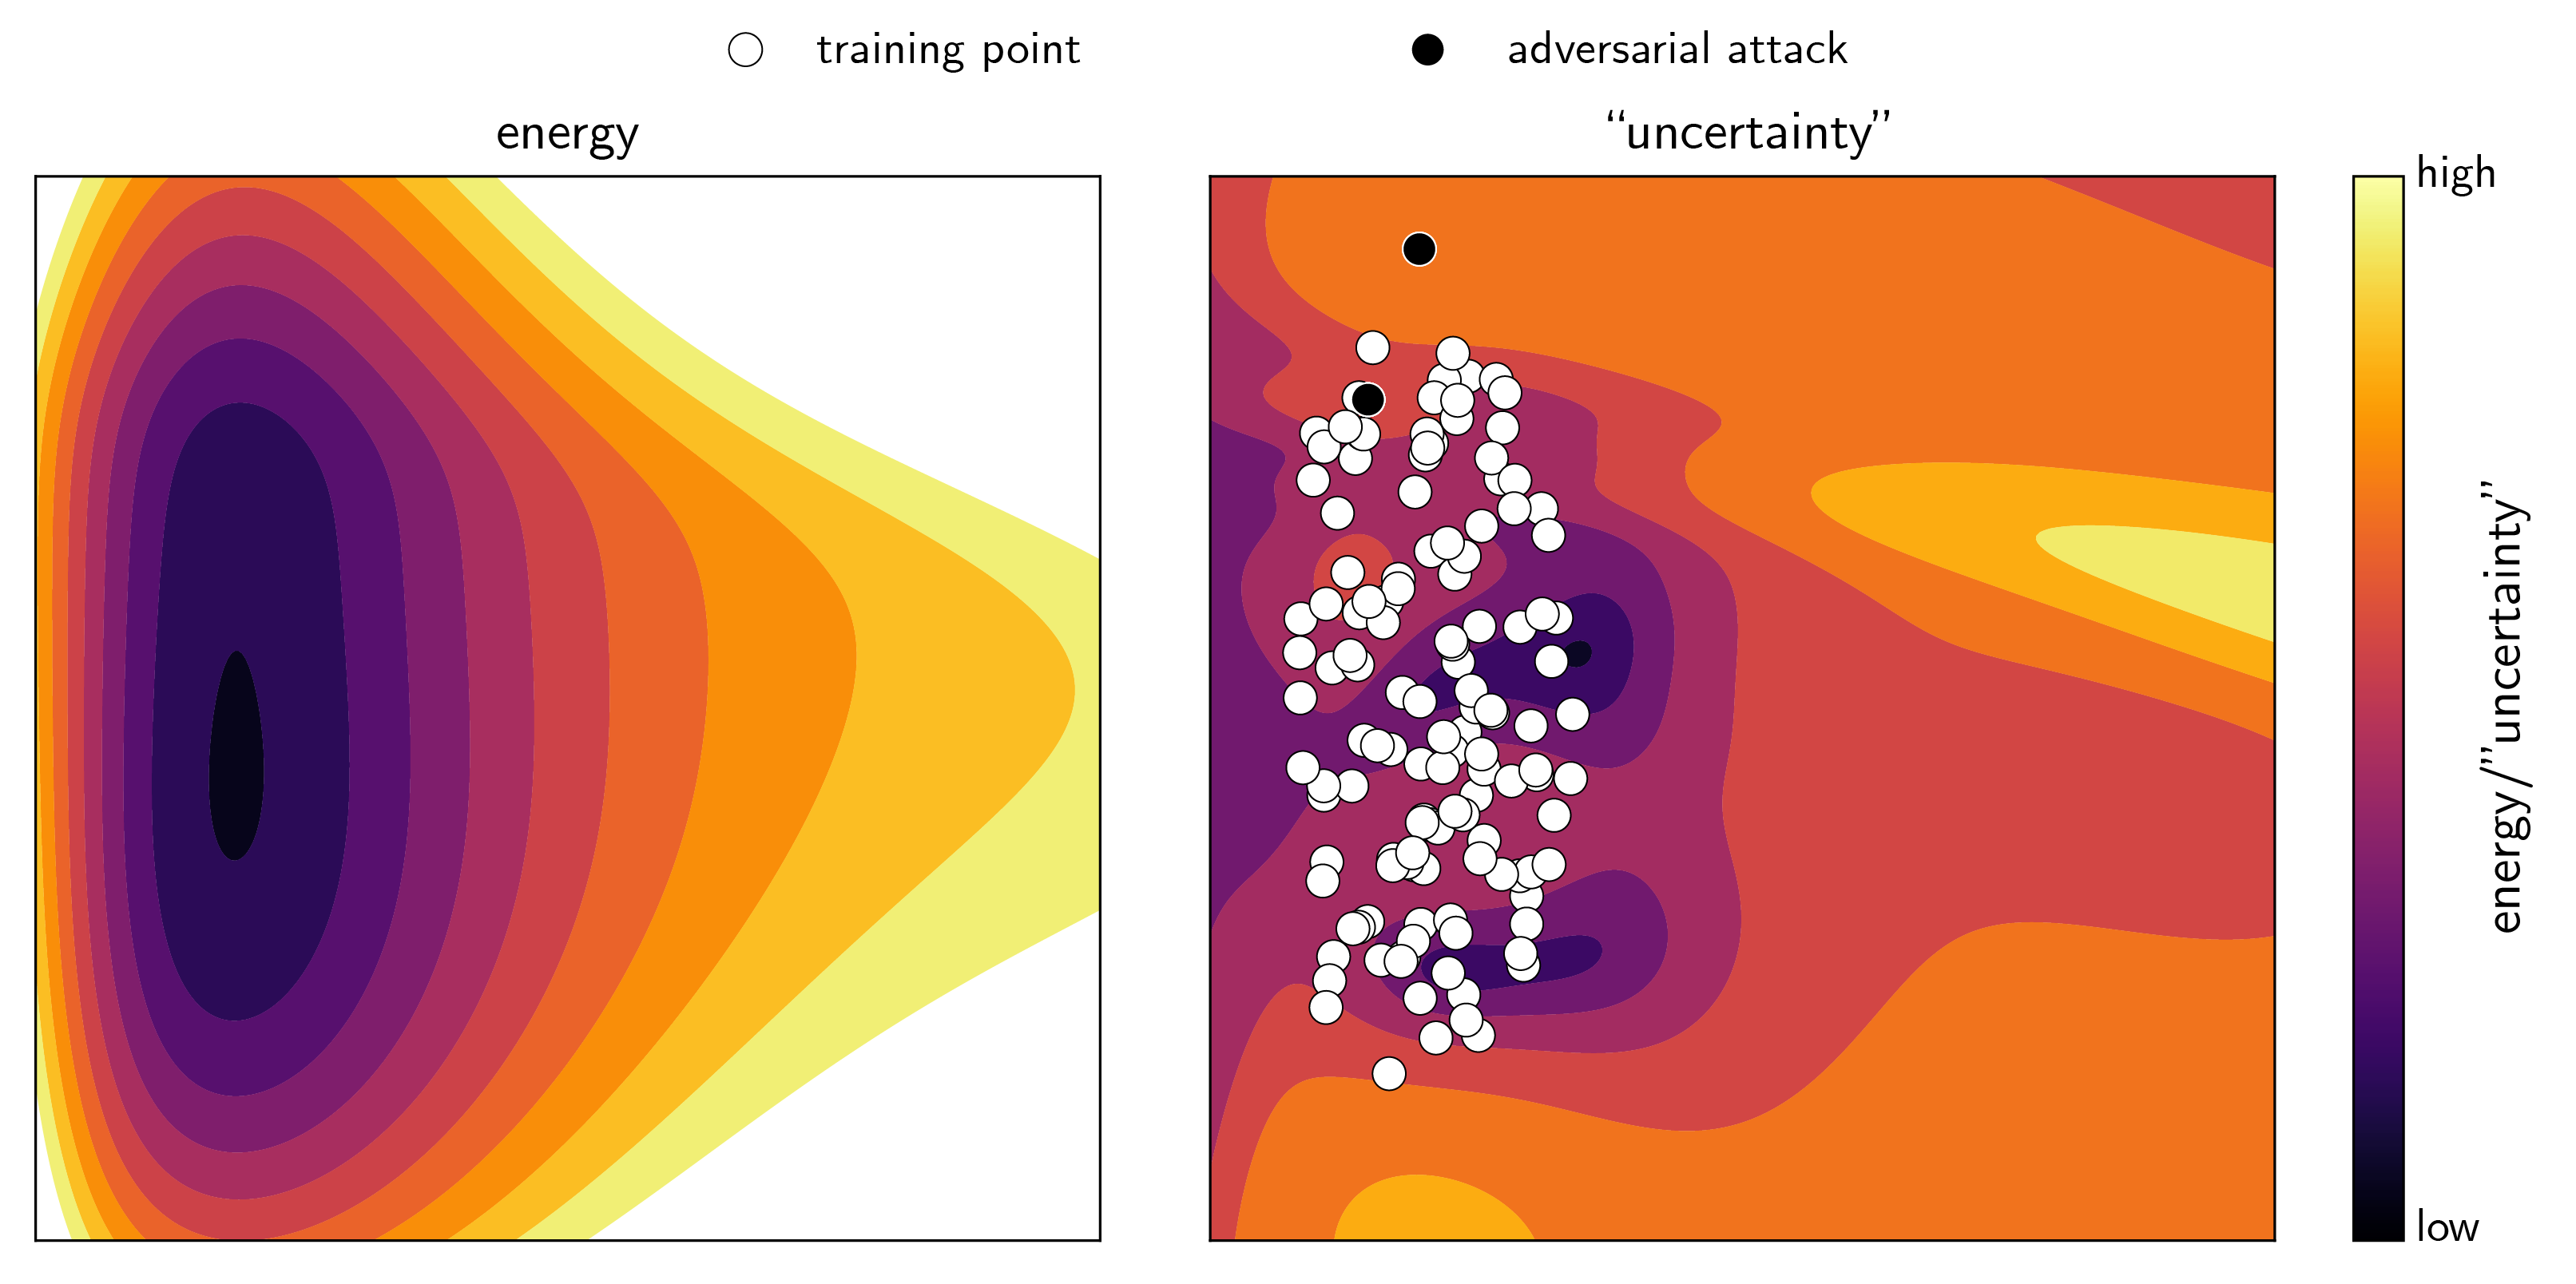 training point
adversarial attack
energy
“uncertainty”
high
energy/”uncertainty”
low